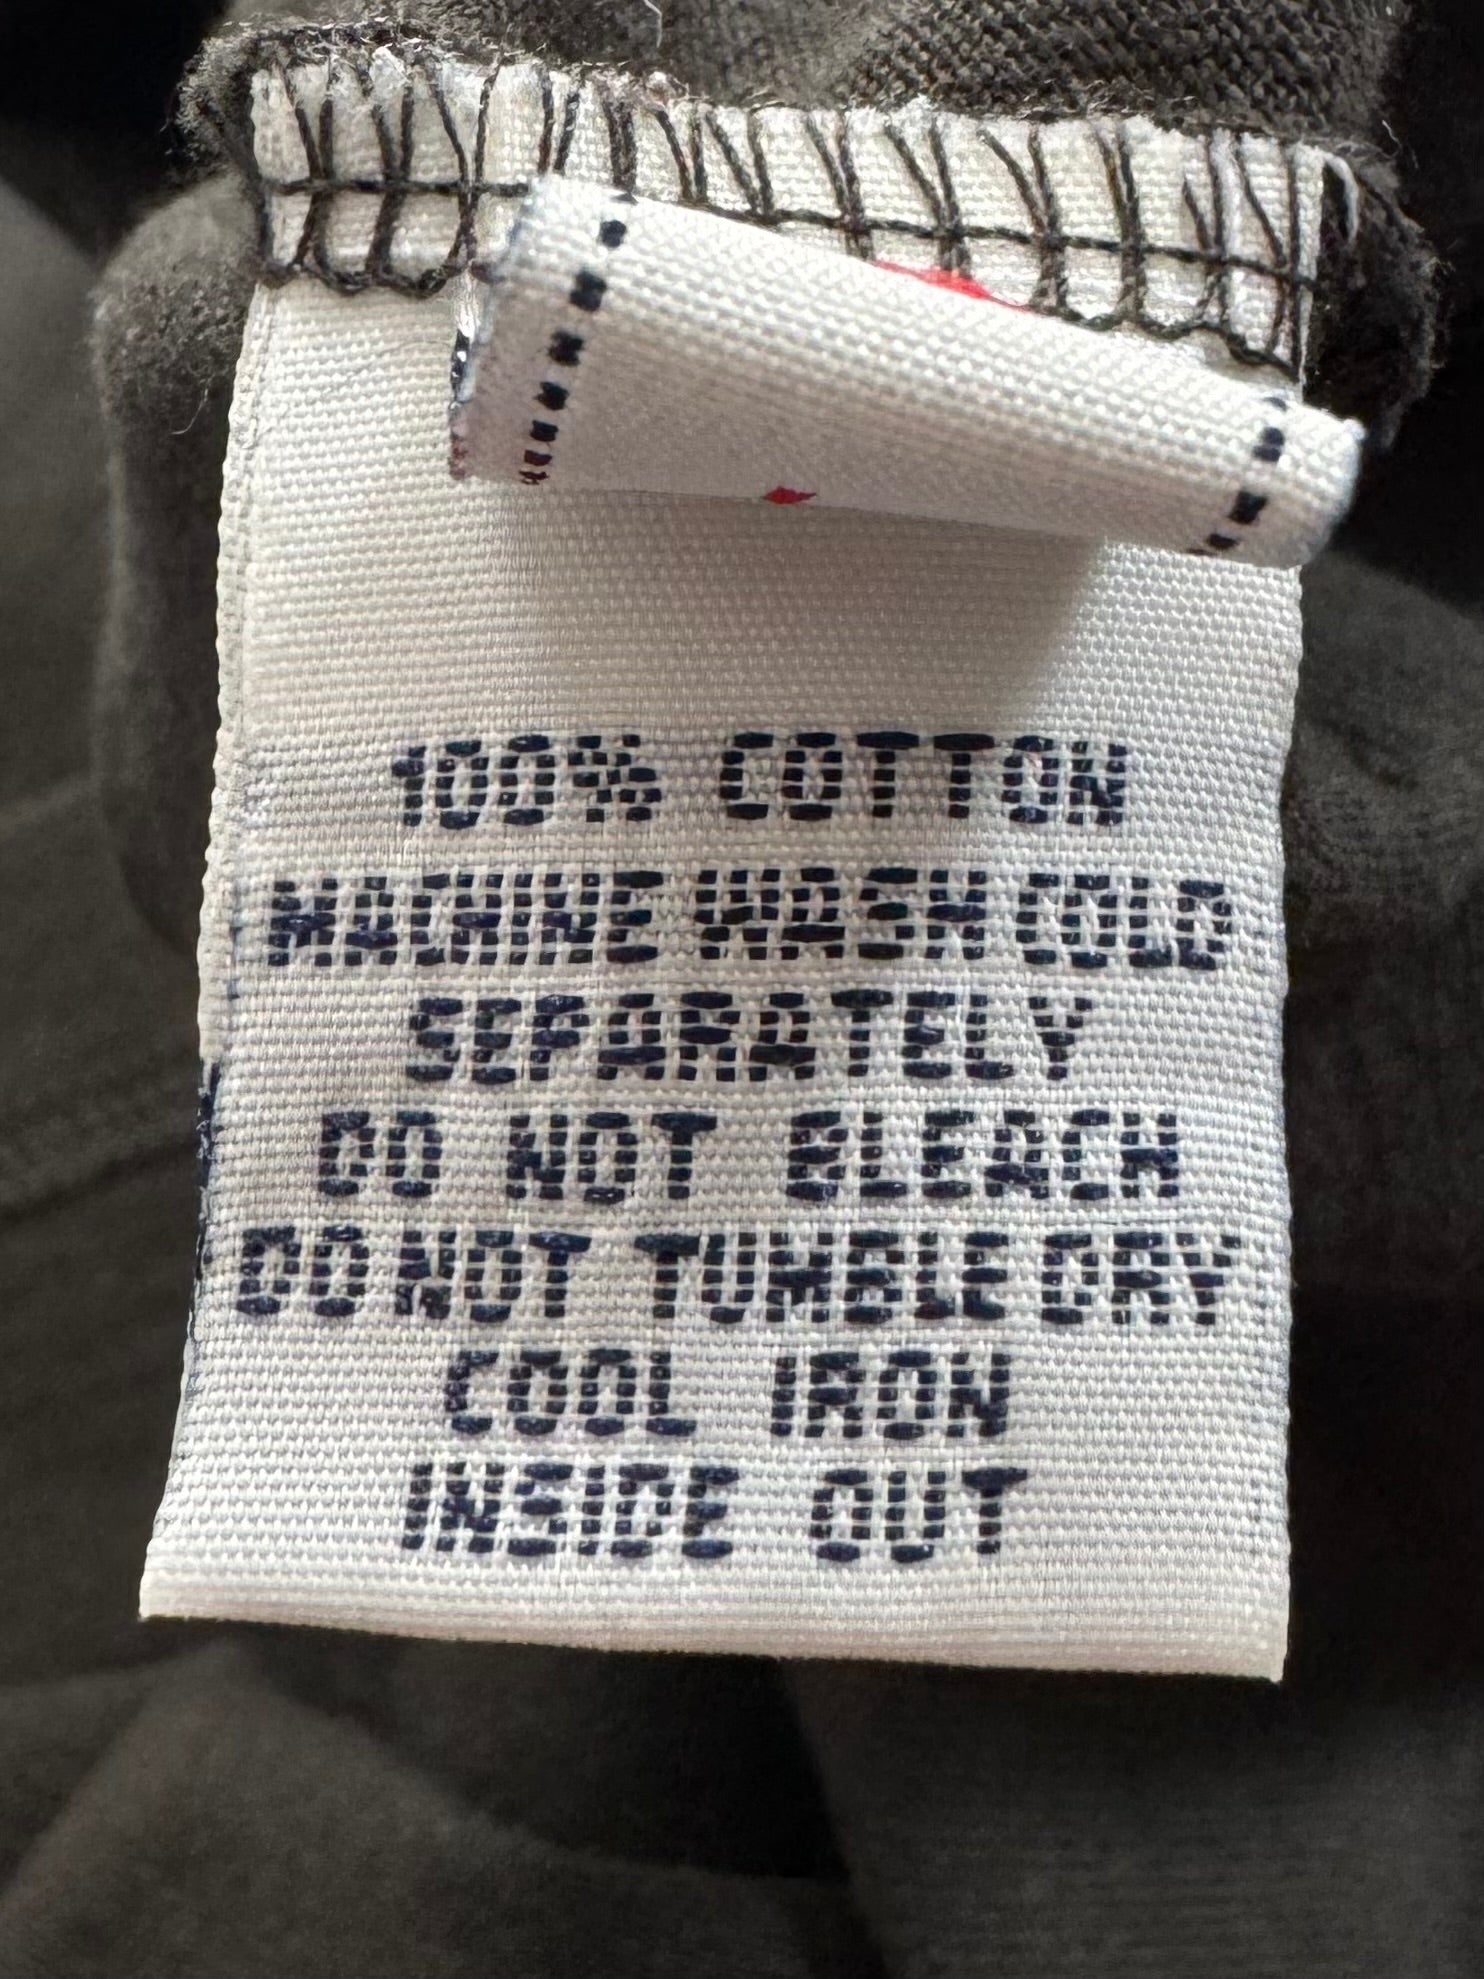 100% COTTON
MACHINE WASH COLD
SEPARATELY
DO NOT BLEACH
DO NOT TUMBLE DRY
COOL IRON
INSIDE OUT